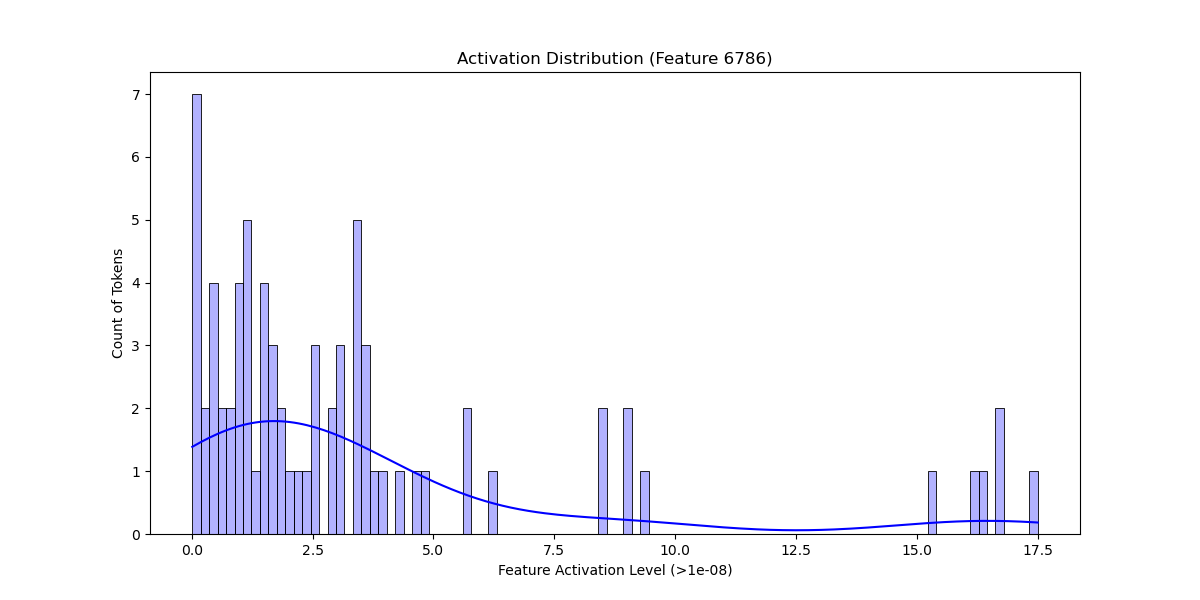 Activation Distribution (Feature 6786)
Count of Tokens
7
6
5
4
3
2
1
0
0.0 2.5 5.0 7.5 10.0 12.5 15.0 17.5
Feature Activation Level (>1e-08)